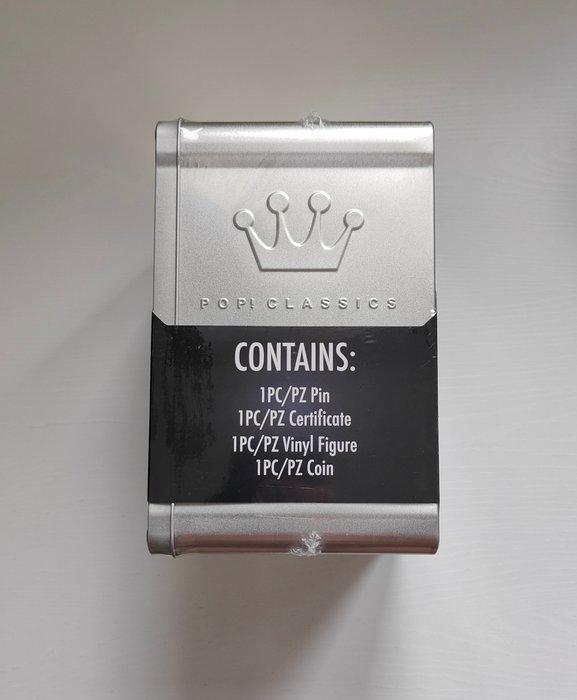 POP! CLASSICS
CONTAINS:
1PC/PZ Pin
1PC/PZ Certificate
1PC/PZ Vinyl Figure
1PC/PZ Coin